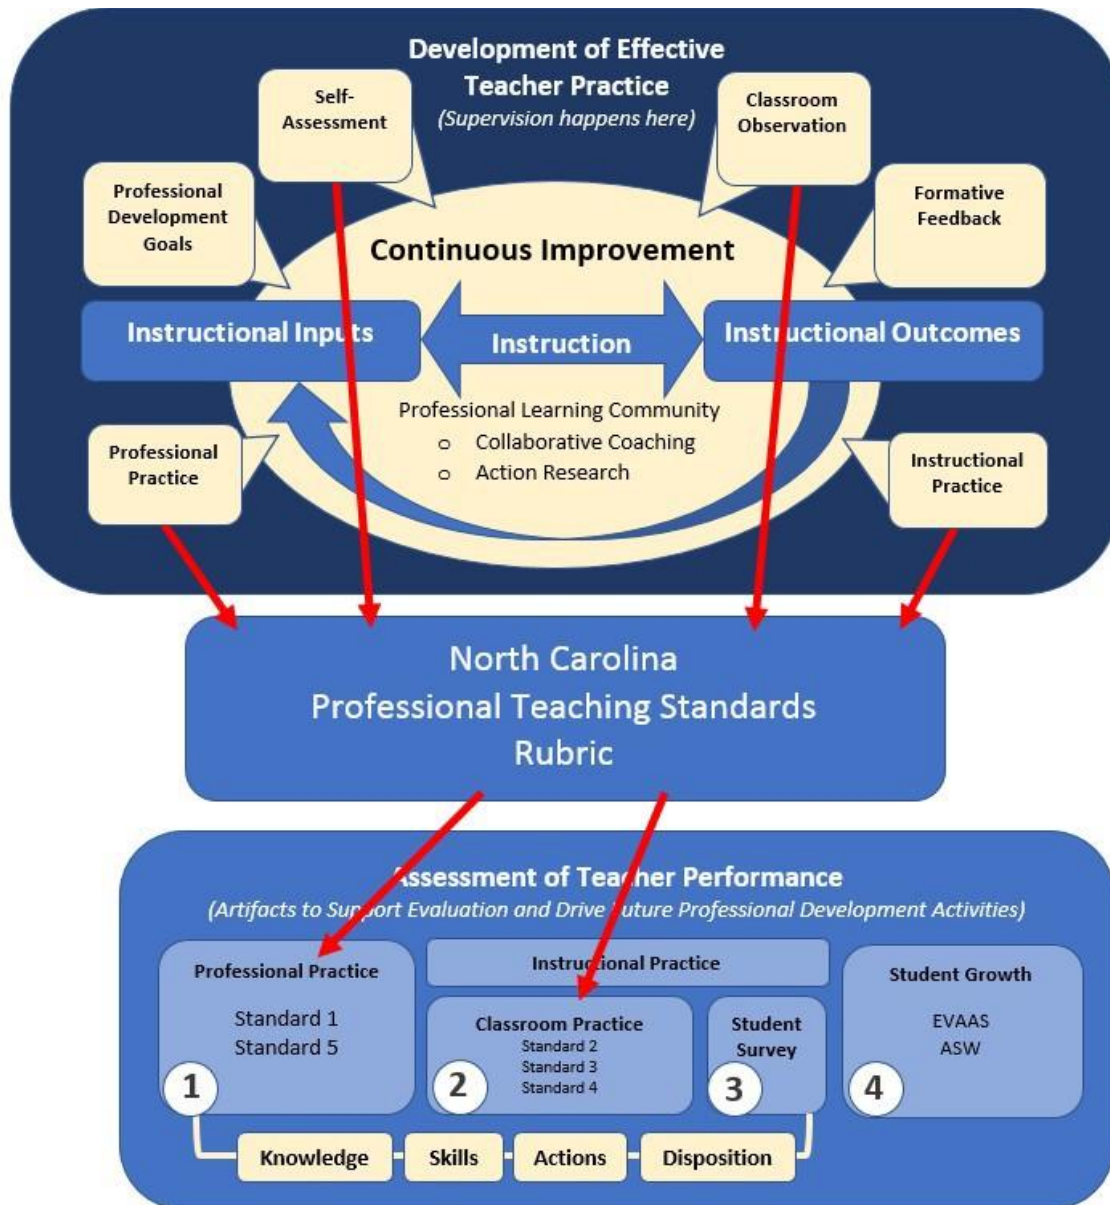 Development of Effective
Teacher Practice
(Supervision happens here)
Self-
Assessment
Classroom
Observation
Professional
Development
Goals
Formative
Feedback
Continuous Improvement
Instructional Inputs
Instruction
Instructional Outcomes
Professional Learning Community
o Collaborative Coaching
o Action Research
Professional
Practice
Instructional
Practice
North Carolina
Professional Teaching Standards
Rubric
Assessment of Teacher Performance
(Artifacts to Support Evaluation and Drive Future Professional Development Activities)
Professional Practice
Standard 1
Standard 5
1
Instructional Practice
Classroom Practice
Standard 2
Standard 3
Standard 4
2
Student
Survey
3
Student Growth
EVAAS
ASW
4
Knowledge
Skills
Actions
Disposition